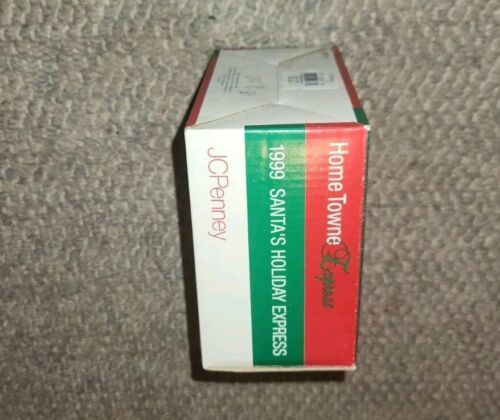 Home Towne Express
1999 SANTA'S HOLIDAY EXPRESS
JCPenney